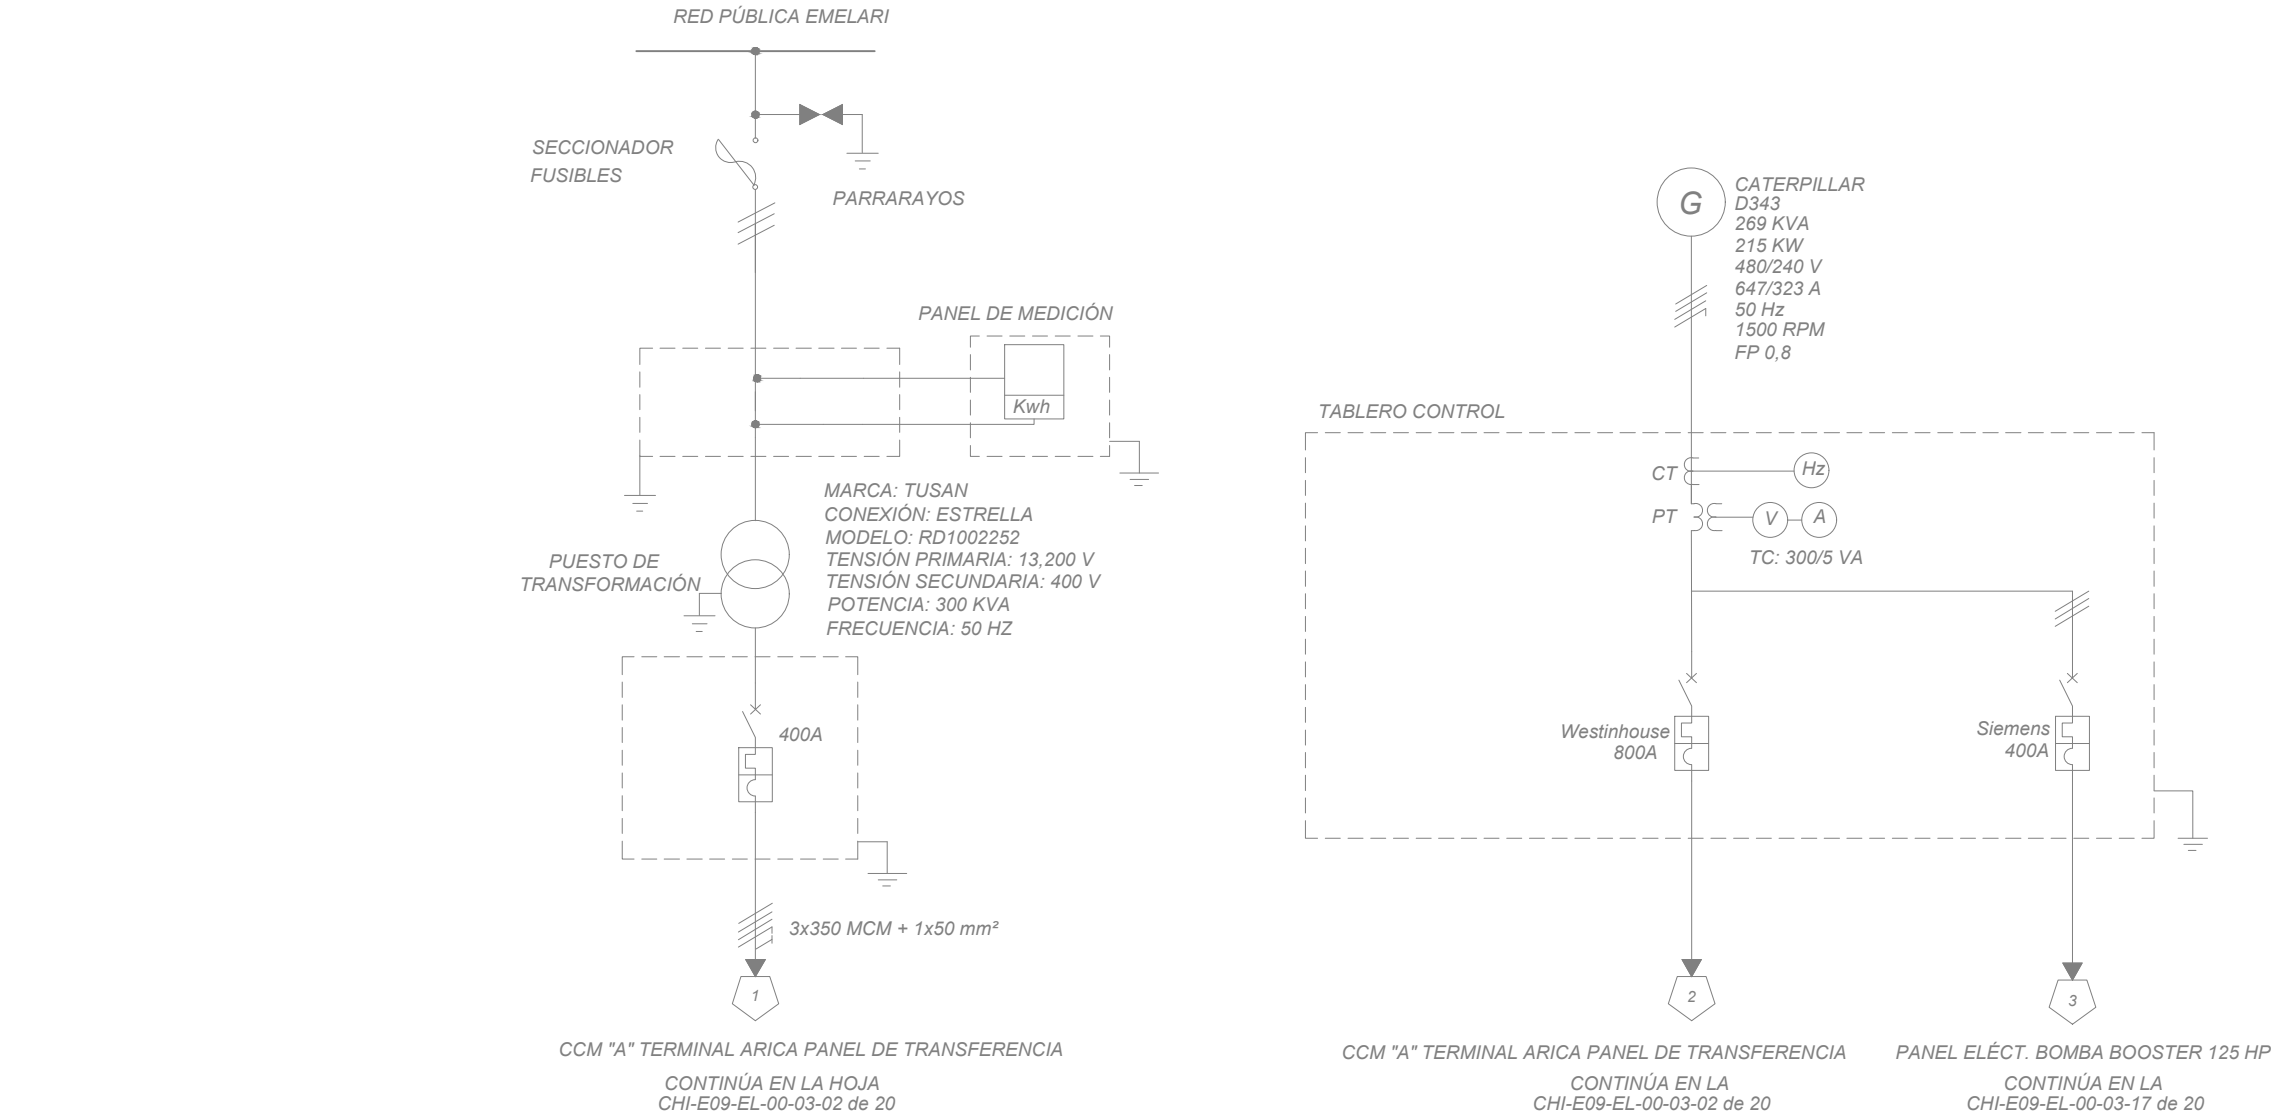 RED PÚBLICA EMELARI
SECCIONADOR
FUSIBLES
PARRARAYOS
PANEL DE MEDICIÓN
Kwh
MARCA: TUSAN
CONEXIÓN: ESTRELLA
MODELO: RD1002252
TENSIÓN PRIMARIA: 13,200 V
TENSIÓN SECUNDARIA: 400 V
POTENCIA: 300 KVA
FRECUENCIA: 50 HZ
PUESTO DE
TRANSFORMACIÓN
400A
3x350 MCM + 1x50 mm²
1
CCM "A" TERMINAL ARICA PANEL DE TRANSFERENCIA
CONTINÚA EN LA HOJA
CHI-E09-EL-00-03-02 de 20
G
CATERPILLAR
D343
269 KVA
215 KW
480/240 V
647/323 A
50 Hz
1500 RPM
FP 0,8
TABLERO CONTROL
CT
Hz
PT
V
A
TC: 300/5 VA
Westinhouse
800A
Siemens
400A
2
3
CCM "A" TERMINAL ARICA PANEL DE TRANSFERENCIA
CONTINÚA EN LA
CHI-E09-EL-00-03-02 de 20
PANEL ELÉCT. BOMBA BOOSTER 125 HP
CONTINÚA EN LA
CHI-E09-EL-00-03-17 de 20